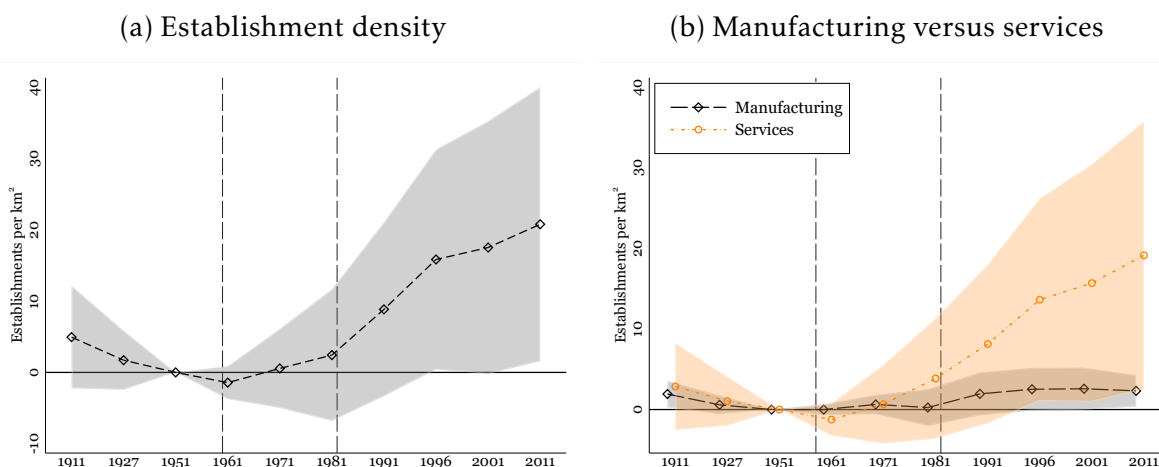 (a) Establishment density
Establishments per km²
40
30
20
10
0
-10
1911 1927 1951 1961 1971 1981 1991 1996 2001 2011
(b) Manufacturing versus services
Manufacturing
Services
Establishments per km²
40
30
20
10
0
1911 1927 1951 1961 1971 1981 1991 1996 2001 2011